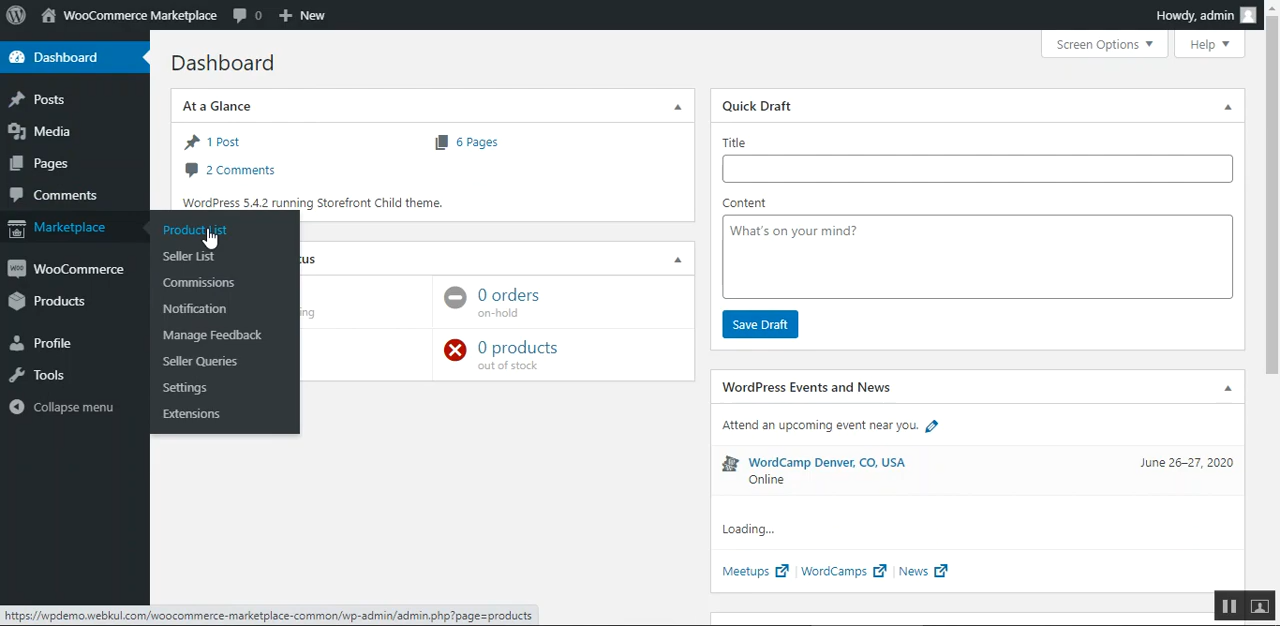 WooCommerce Marketplace 0 New Howdy, admin
Dashboard
Posts
Media
Pages
Comments
Marketplace
WooCommerce
Products
Profile
Tools
Collapse menu
Product List
Seller List
Commissions
Notification
Manage Feedback
Seller Queries
Settings
Extensions
Screen Options Help
Dashboard
At a Glance
1 Post 6 Pages
2 Comments
WordPress 5.4.2 running Storefront Child theme.
0 orders
on-hold
0 products
out of stock
Quick Draft
Title
Content
What's on your mind?
Save Draft
WordPress Events and News
Attend an upcoming event near you.
WordCamp Denver, CO, USA June 26–27, 2020
Online
Loading...
Meetups | WordCamps | News
https://wpdemo.webkul.com/woocommerce-marketplace-common/wp-admin/admin.php?page=products